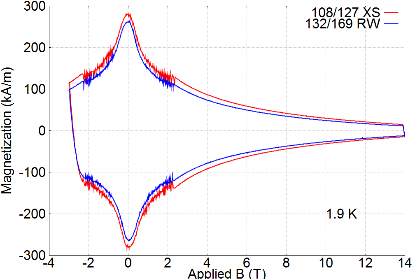 300
200
100
0
-100
-200
-300
Magnetization (kA/m)
108/127 XS
132/169 RW
1.9 K
-4 -2 0 2 4 6 8 10 12 14
Applied B (T)